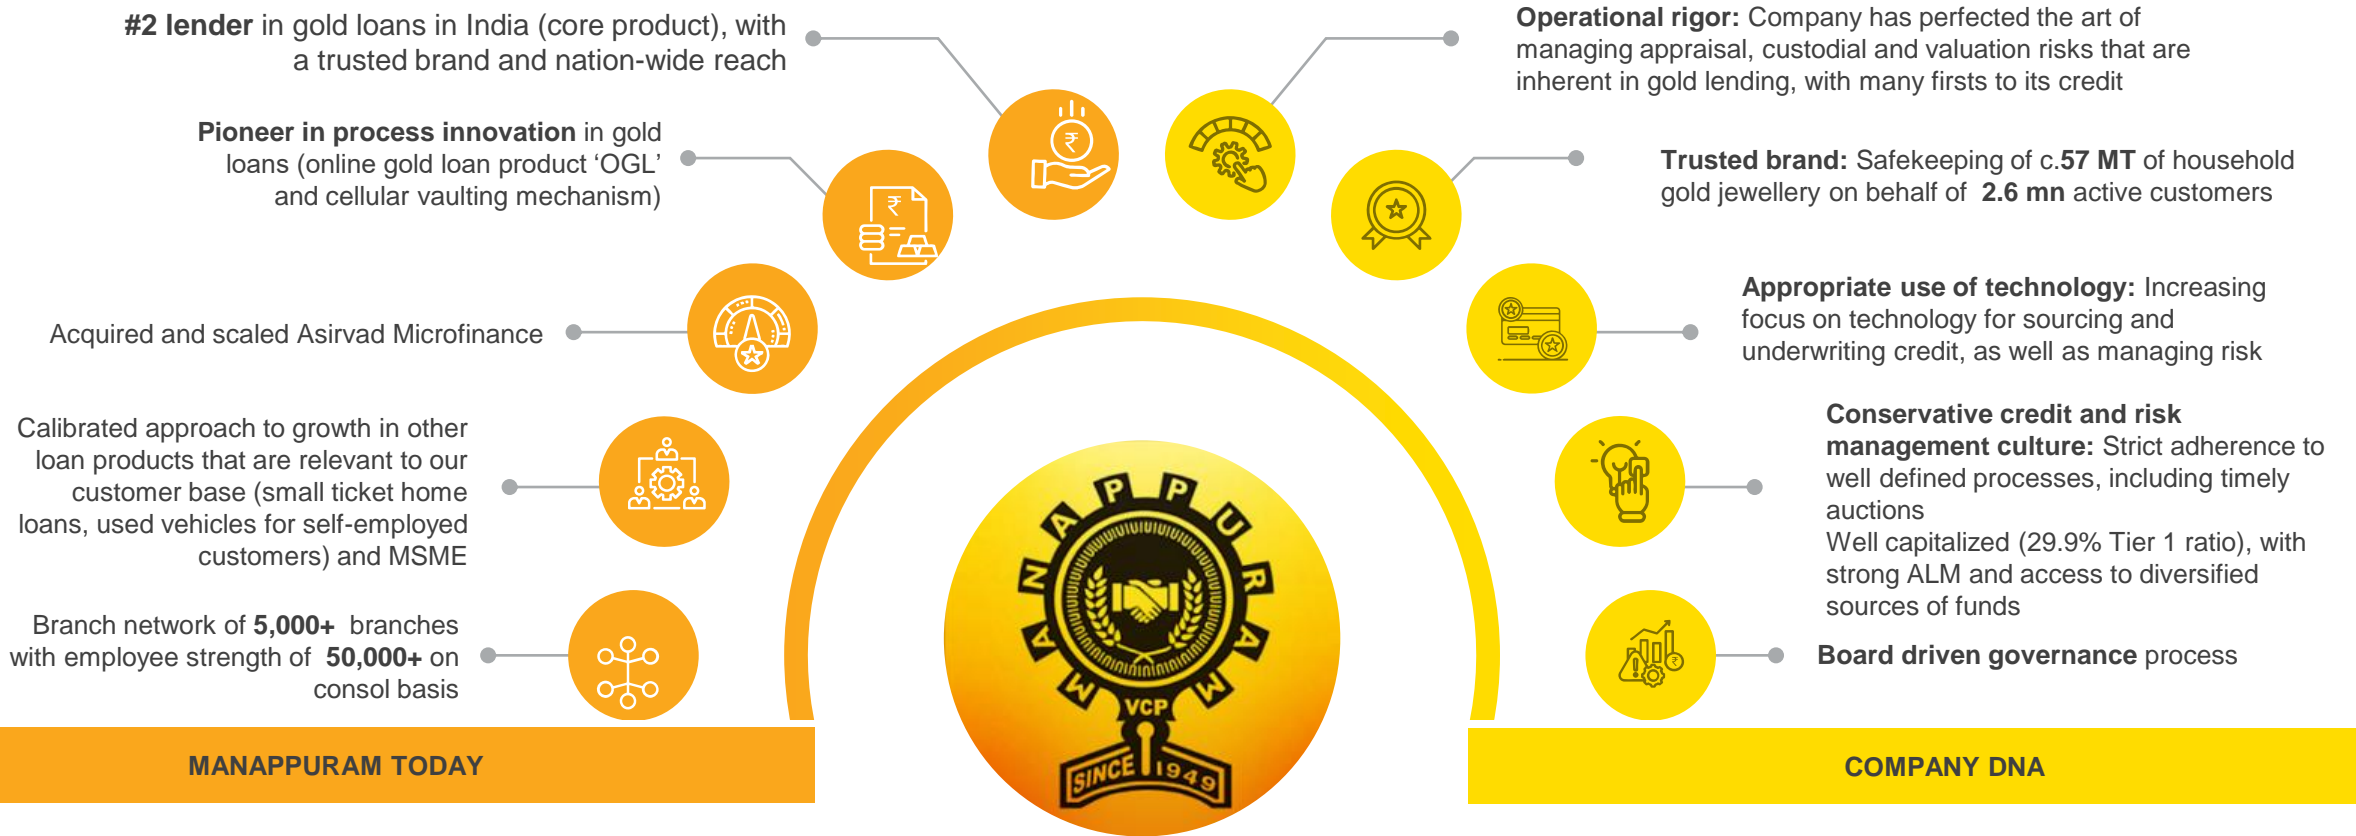 #2 lender in gold loans in India (core product), with
a trusted brand and nation-wide reach
Pioneer in process innovation in gold
loans (online gold loan product ‘OGL’
and cellular vaulting mechanism)
Acquired and scaled Asirvad Microfinance
Calibrated approach to growth in other
loan products that are relevant to our
customer base (small ticket home
loans, used vehicles for self-employed
customers) and MSME
Branch network of 5,000+ branches
with employee strength of 50,000+ on
consol basis
MANAPPURAM TODAY
MANAPPURAM
VCP
SINCE 1949
Operational rigor: Company has perfected the art of
managing appraisal, custodial and valuation risks that are
inherent in gold lending, with many firsts to its credit
Trusted brand: Safekeeping of c.57 MT of household
gold jewellery on behalf of 2.6 mn active customers
Appropriate use of technology: Increasing
focus on technology for sourcing and
underwriting credit, as well as managing risk
Conservative credit and risk
management culture: Strict adherence to
well defined processes, including timely
auctions
Well capitalized (29.9% Tier 1 ratio), with
strong ALM and access to diversified
sources of funds
Board driven governance process
COMPANY DNA